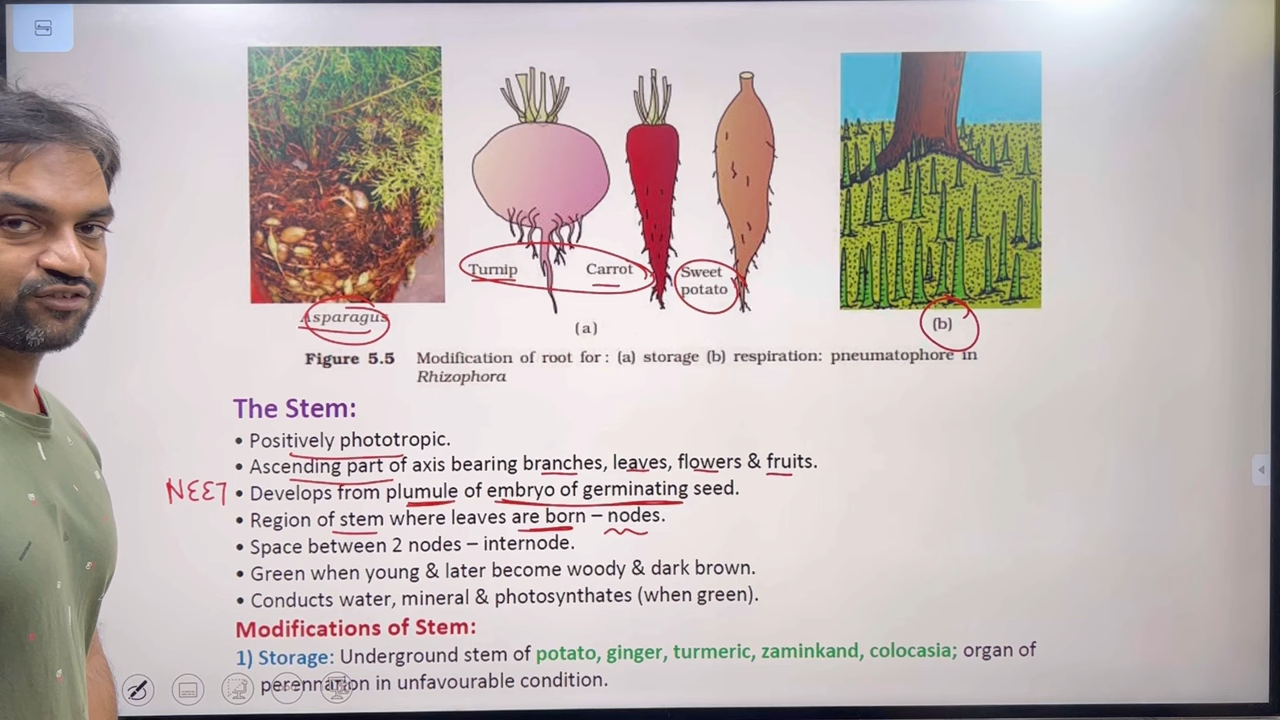 Turnip
Carrot
Sweet
potato
Asparagus
(a)
(b)
Figure 5.5 Modification of root for: (a) storage (b) respiration: pneumatophore in
Rhizophora
The Stem:
• Positively phototropic.
• Ascending part of axis bearing branches, leaves, flowers & fruits.
NEET • Develops from plumule of embryo of germinating seed.
• Region of stem where leaves are born – nodes.
• Space between 2 nodes – internode.
• Green when young & later become woody & dark brown.
• Conducts water, mineral & photosynthates (when green).
Modifications of Stem:
1) Storage: Underground stem of potato, ginger, turmeric, zaminkand, colocasia; organ of
perennation in unfavourable condition.